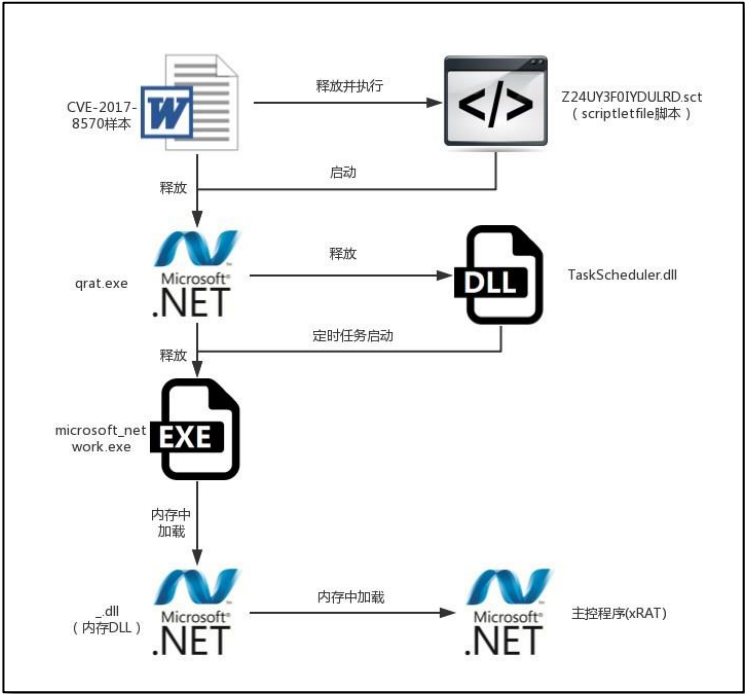 CVE-2017-
8570样本
W
释放并执行
</>
Z24UY3F0IYDULRD.sct
（scriptletfile脚本）
启动
释放
qrat.exe
Microsoft®
.NET
释放
DLL
TaskScheduler.dll
定时任务启动
释放
microsoft_net
work.exe
EXE
内存中
加载
_.dll
（内存DLL）
Microsoft®
.NET
内存中加载
Microsoft®
.NET
主控程序(xRAT)